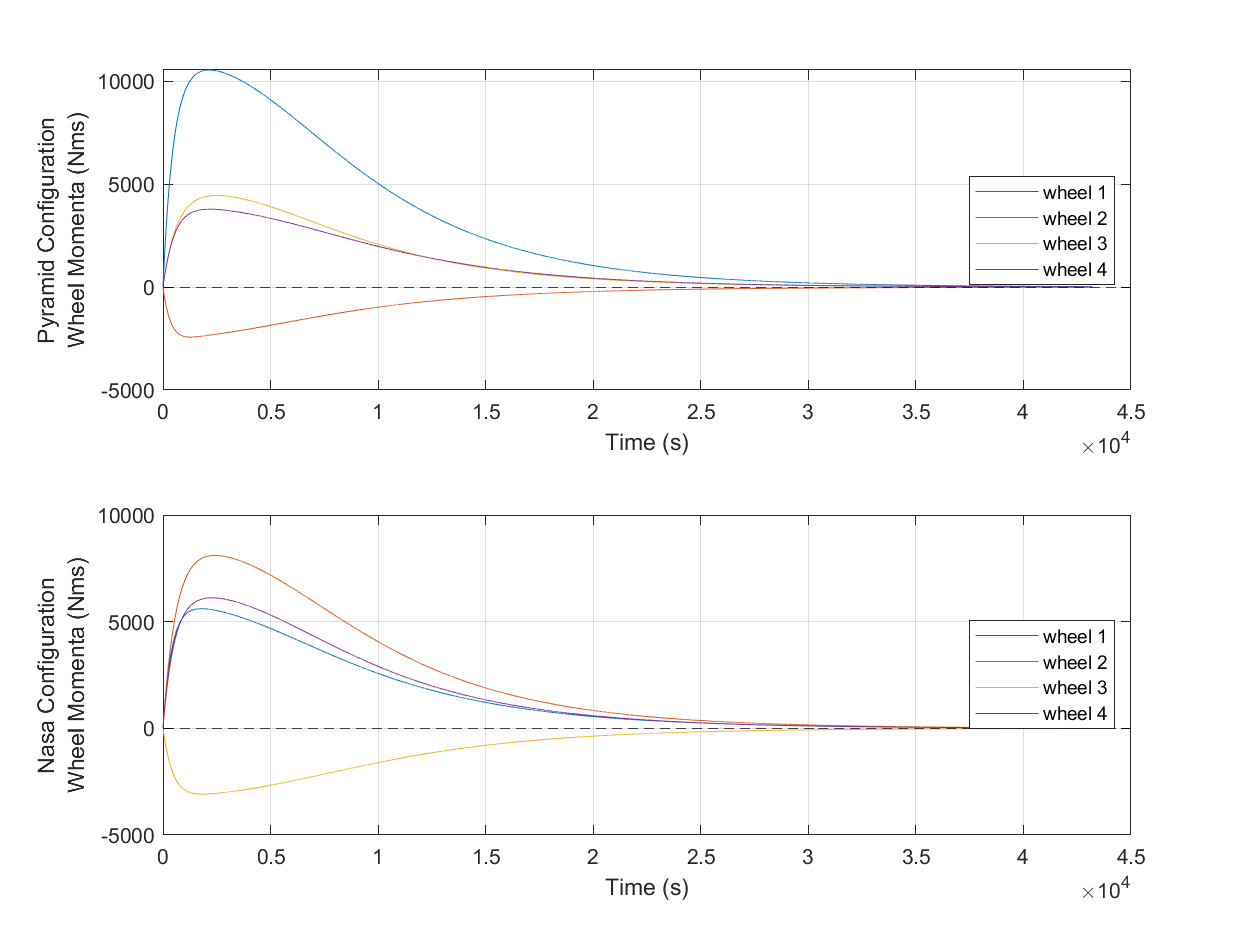 10000
5000
0
-5000
Pyramid Configuration
Wheel Momenta (Nms)
wheel 1
wheel 2
wheel 3
wheel 4
0 0.5 1 1.5 2 2.5 3 3.5 4 4.5
Time (s)
×10^4
10000
5000
0
-5000
Nasa Configuration
Wheel Momenta (Nms)
wheel 1
wheel 2
wheel 3
wheel 4
0 0.5 1 1.5 2 2.5 3 3.5 4 4.5
Time (s)
×10^4